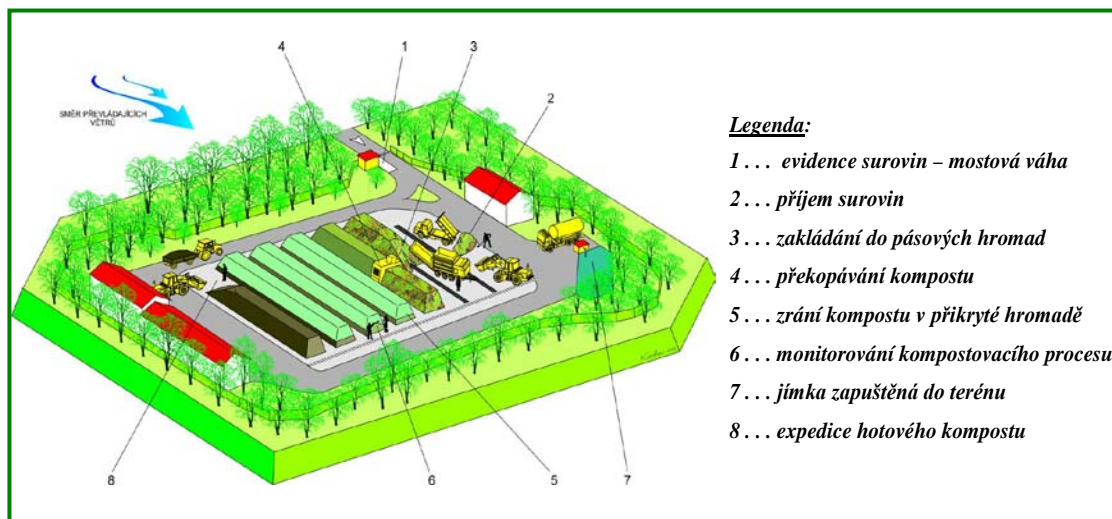 4
1
3
2
SMĚR PŘEVLÁDAJÍCÍCH
VĚTRŮ
8
6
5
7
Legenda:
1 . . . evidence surovin – mostová váha
2 . . . příjem surovin
3 . . . zakládání do pásových hromad
4 . . . překopávání kompostu
5 . . . zrání kompostu v přikryté hromadě
6 . . . monitorování kompostovacího procesu
7 . . . jímka zapuštěná do terénu
8 . . . expedice hotového kompostu